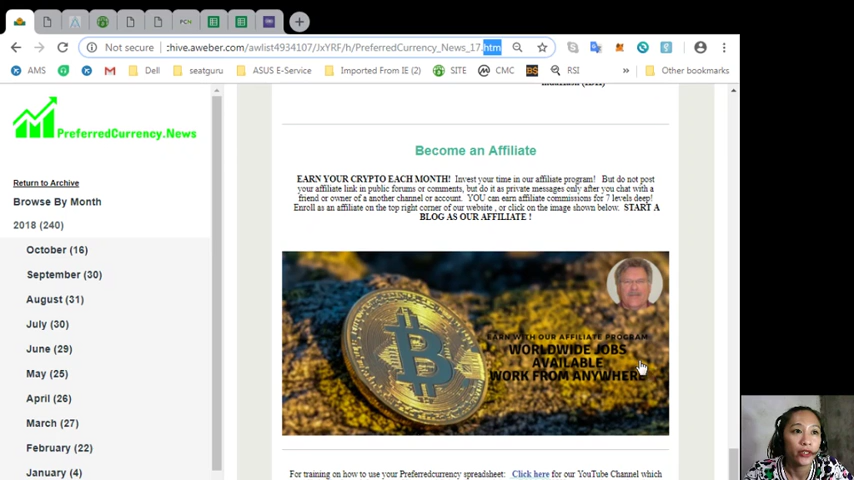 PCN
Not secure
chive.aweber.com/awlist4934107/JxYRF/h/PreferredCurrency_News_17.htm
AMS
Dell
seatguru
ASUS E-Service
Imported From IE (2)
SITE
CMC
RSI
»
Other bookmarks
PreferredCurrency.News
Return to Archive
Browse By Month
2018 (240)
October (16)
September (30)
August (31)
July (30)
June (29)
May (25)
April (26)
March (27)
February (22)
January (4)
Become an Affiliate
EARN YOUR CRYPTO EACH MONTH! Invest your time in our affiliate program! But do not post
your affiliate link in public forums or comments, but do it as private messages only after you chat with a
friend or owner of a another channel or account. YOU can earn affiliate commissions for 7 levels deep!
Enroll as an affiliate on the top right corner of our website , or click on the image shown below. START A
BLOG AS OUR AFFILIATE !
EARN WITH OUR AFFILIATE PROGRAM
WORLDWIDE JOBS
AVAILABLE
WORK FROM ANYWHERE
For training on how to use your Preferredcurrency spreadsheet: Click here for our YouTube Channel which